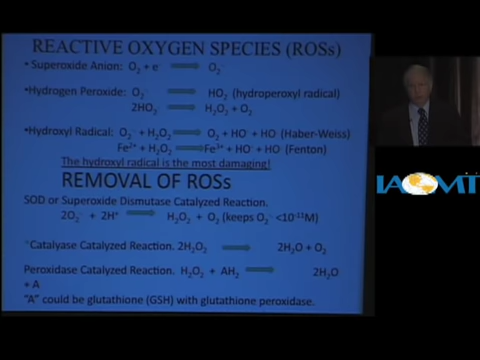 REACTIVE OXYGEN SPECIES (ROSs)
• Superoxide Anion: O₂ + e⁻ → O₂⁻
• Hydrogen Peroxide: O₂⁻ → HO₂ (hydroperoxyl radical)
2HO₂ → H₂O₂ + O₂
• Hydroxyl Radical: O₂⁻ + H₂O₂ → O₂ + HO· + HO (Haber-Weiss)
Fe²⁺ + H₂O₂ → Fe³⁺ + HO· + HO (Fenton)
The hydroxyl radical is the most damaging!
REMOVAL OF ROSs
SOD or Superoxide Dismutase Catalyzed Reaction.
2O₂⁻ + 2H⁺ → H₂O₂ + O₂ (keeps O₂⁻ <10⁻¹¹M)
Catalyase Catalyzed Reaction. 2H₂O₂ → 2H₂O + O₂
Peroxidase Catalyzed Reaction. H₂O₂ + AH₂ → 2H₂O
+ A
"A" could be glutathione (GSH) with glutathione peroxidase.
IAOMT